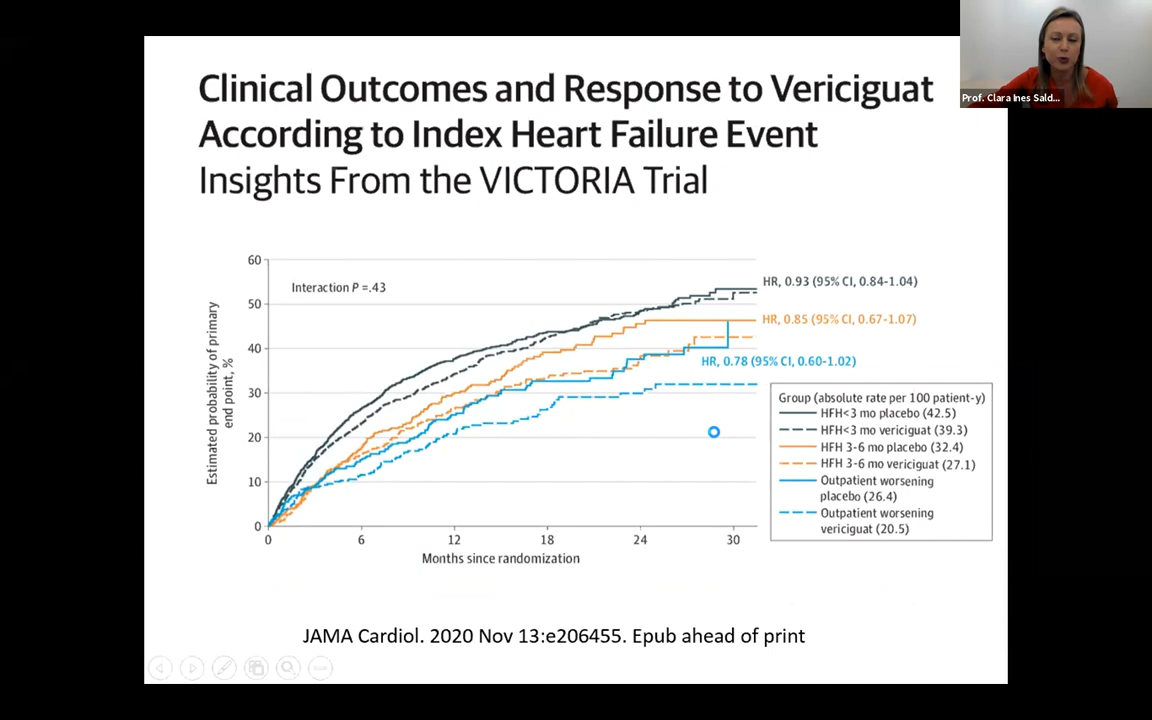 Clinical Outcomes and Response to Vericiguat
According to Index Heart Failure Event
Insights From the VICTORIA Trial
Prof. Clara Ines Sald...
60
50
40
30
20
10
0
Estimated probability of primary
end point, %
Interaction P =.43
HR, 0.93 (95% CI, 0.84-1.04)
HR, 0.85 (95% CI, 0.67-1.07)
HR, 0.78 (95% CI, 0.60-1.02)
Group (absolute rate per 100 patient-y)
HFH<3 mo placebo (42.5)
HFH<3 mo vericiguat (39.3)
HFH 3-6 mo placebo (32.4)
HFH 3-6 mo vericiguat (27.1)
Outpatient worsening
placebo (26.4)
Outpatient worsening
vericiguat (20.5)
0 6 12 18 24 30
Months since randomization
JAMA Cardiol. 2020 Nov 13:e206455. Epub ahead of print